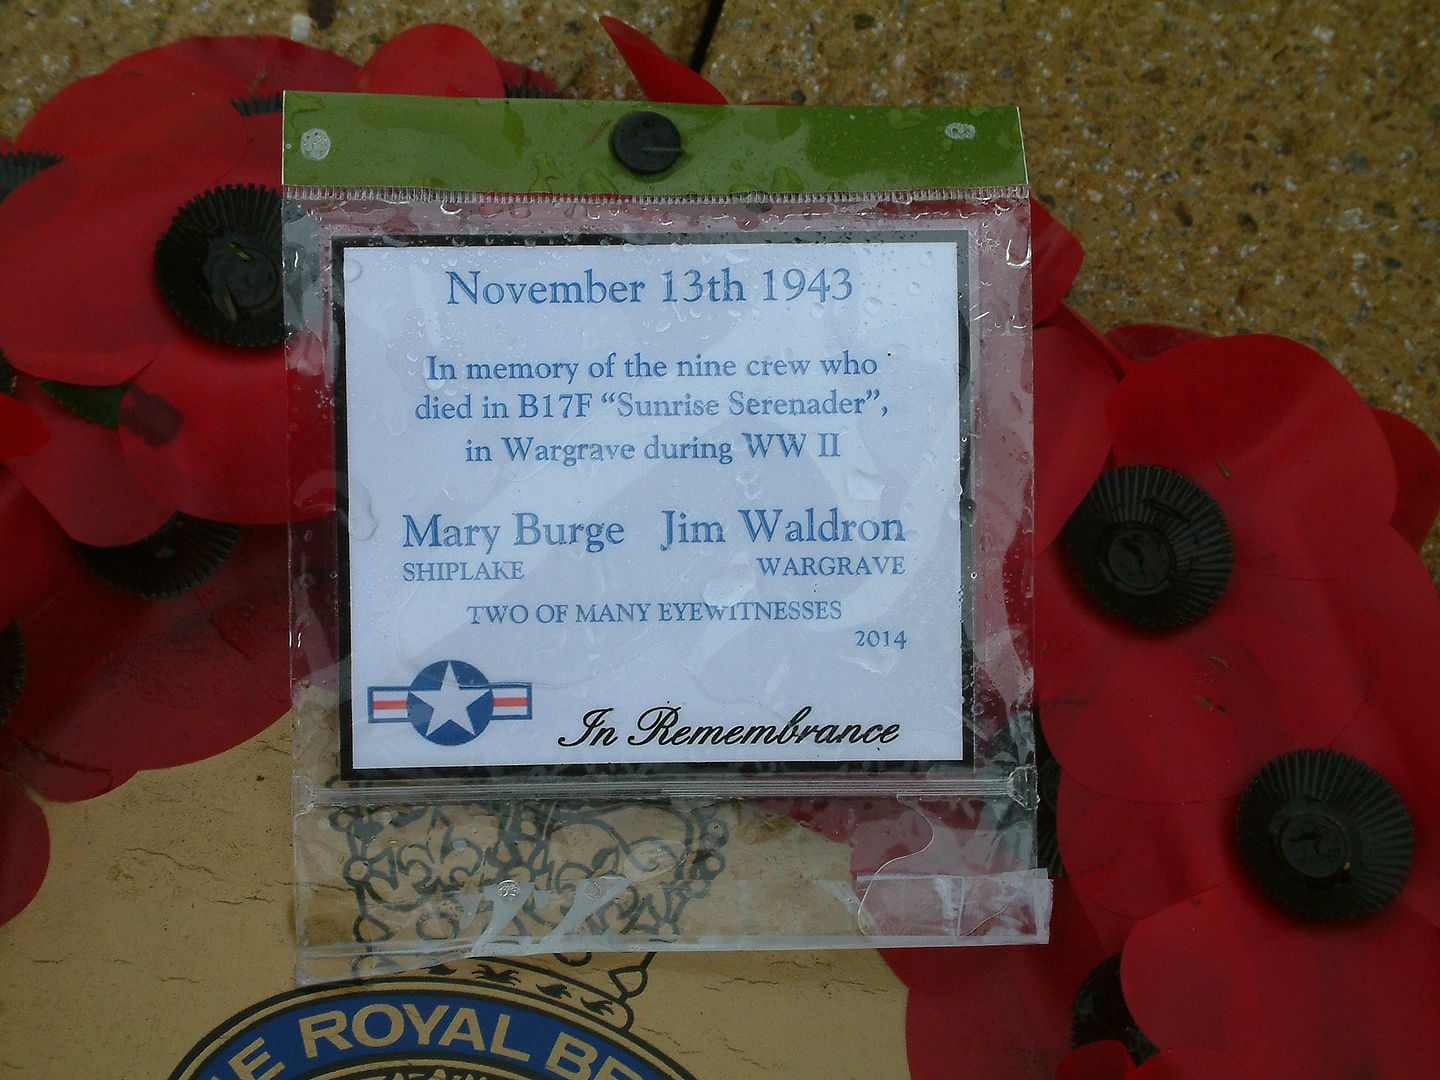 November 13th 1943
In memory of the nine crew who
died in B17F “Sunrise Serenader”,
in Wargrave during WW II
Mary Burge Jim Waldron
SHIPLAKE WARGRAVE
TWO OF MANY EYEWITNESSES
2014
In Remembrance
ROYAL